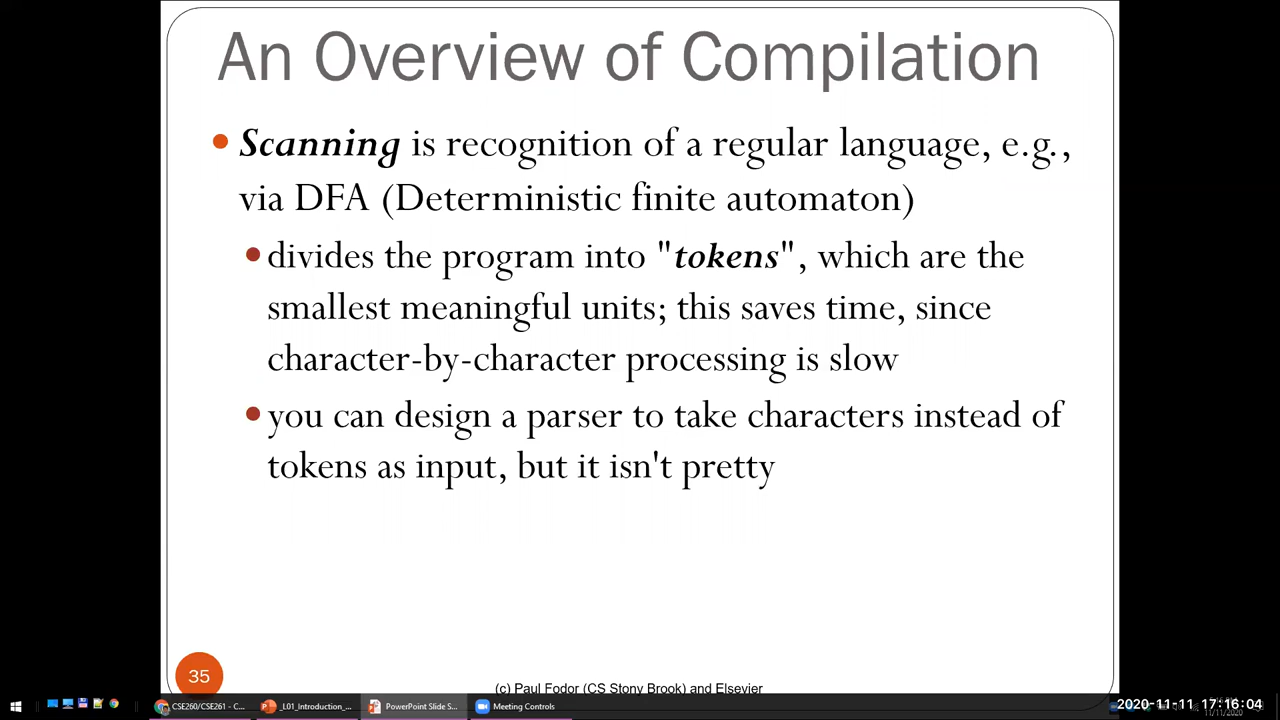 An Overview of Compilation
Scanning is recognition of a regular language, e.g.,
via DFA (Deterministic finite automaton)
divides the program into "tokens", which are the
smallest meaningful units; this saves time, since
character-by-character processing is slow
you can design a parser to take characters instead of
tokens as input, but it isn't pretty
35
(c) Paul Fodor (CS Stony Brook) and Elsevier
CSE260/CSE261 - C...
_L01_Introduction_...
PowerPoint Slide S...
Meeting Controls
2020-11-11 17:16:04